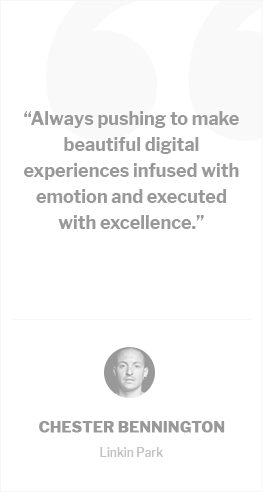 “Always pushing to make
beautiful digital
experiences infused with
emotion and executed
with excellence.”
CHESTER BENNINGTON
Linkin Park